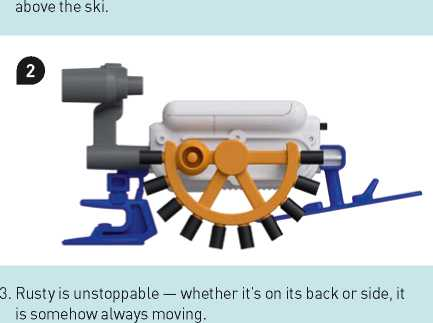 above the ski.
2
3. Rusty is unstoppable — whether it's on its back or side, it
is somehow always moving.